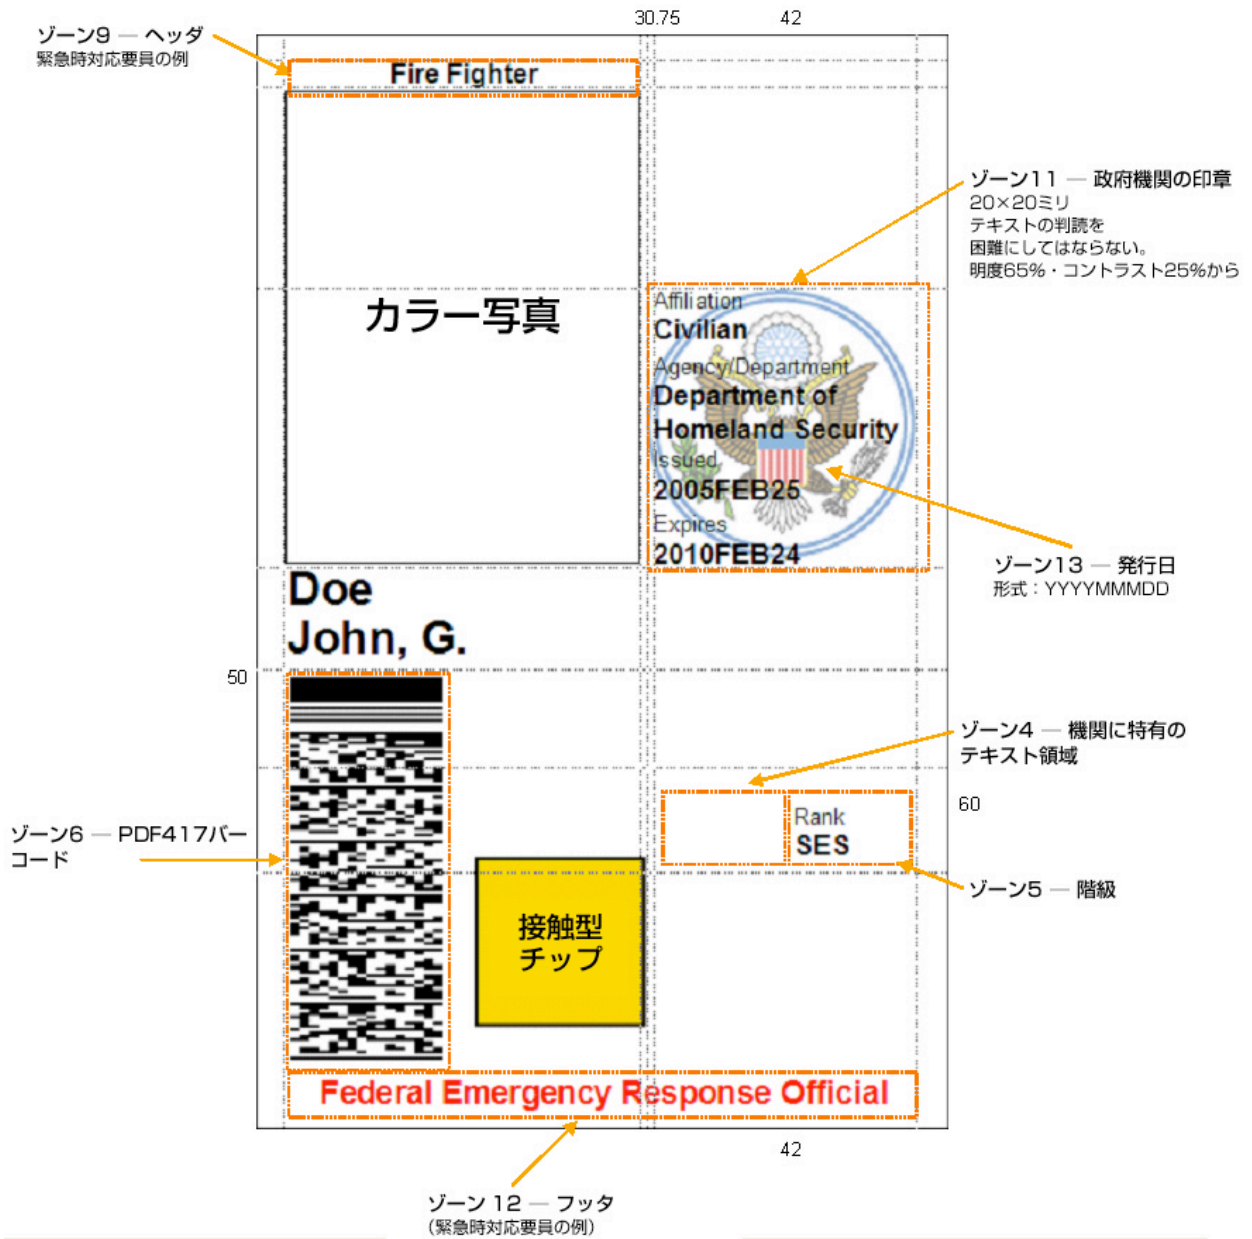 30.75
42
ゾーン9 — ヘッダ
緊急時対応要員の例
Fire Fighter
ゾーン11 — 政府機関の印章
20×20ミリ
テキストの判読を
困難にしてはならない。
明度65%・コントラスト25%から
カラー写真
Affiliation
Civilian
Agency/Department
Department of
Homeland Security
Issued
2005FEB25
Expires
2010FEB24
ゾーン13 — 発行日
形式：YYYYMMMDD
Doe
John, G.
50
ゾーン4 — 機関に特有の
テキスト領域
60
Rank
SES
ゾーン6 — PDF417バー
コード
ゾーン5 — 階級
接触型
チップ
Federal Emergency Response Official
42
ゾーン 12 — フッタ
(緊急時対応要員の例)